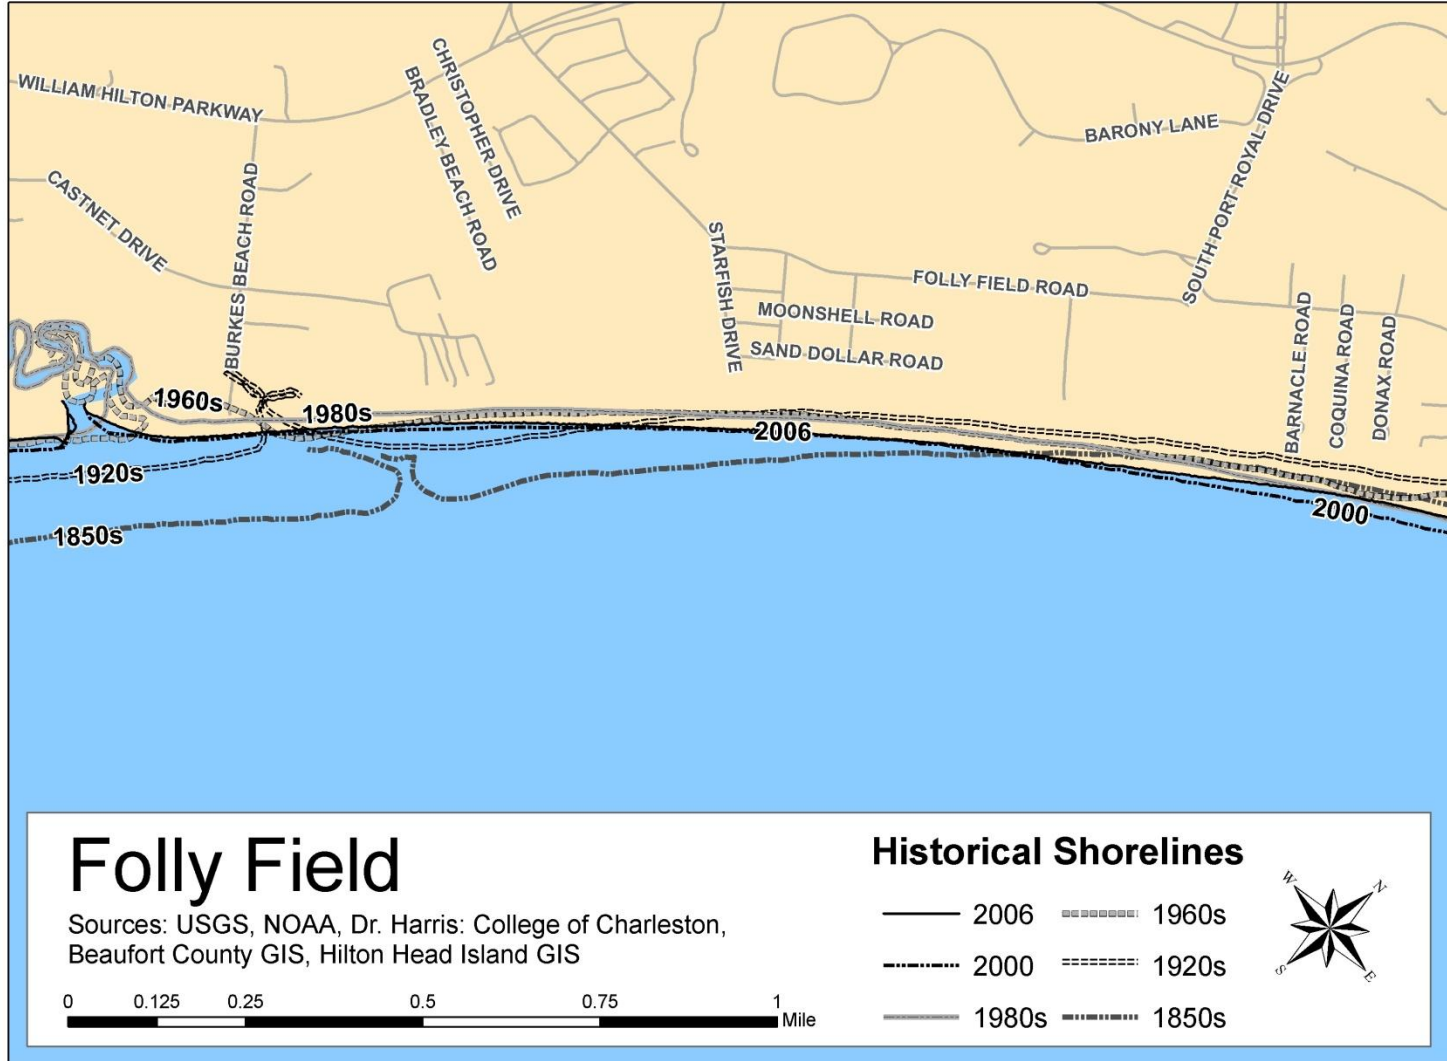 WILLIAM HILTON PARKWAY
CHRISTOPHER DRIVE
BRADLEY BEACH ROAD
BARONY LANE
SOUTH PORT ROYAL DRIVE
CASTNET DRIVE
BURKES BEACH ROAD
STARFISH DRIVE
FOLLY FIELD ROAD
MOONSHELL ROAD
SAND DOLLAR ROAD
BARNACLE ROAD
COQUINA ROAD
DONAX ROAD
1960s
1980s
2006
1920s
2000
1850s
Folly Field
Sources: USGS, NOAA, Dr. Harris: College of Charleston,
Beaufort County GIS, Hilton Head Island GIS
0 0.125 0.25 0.5 0.75 1
Mile
Historical Shorelines
2006 1960s
2000 1920s
1980s 1850s
W N
S E